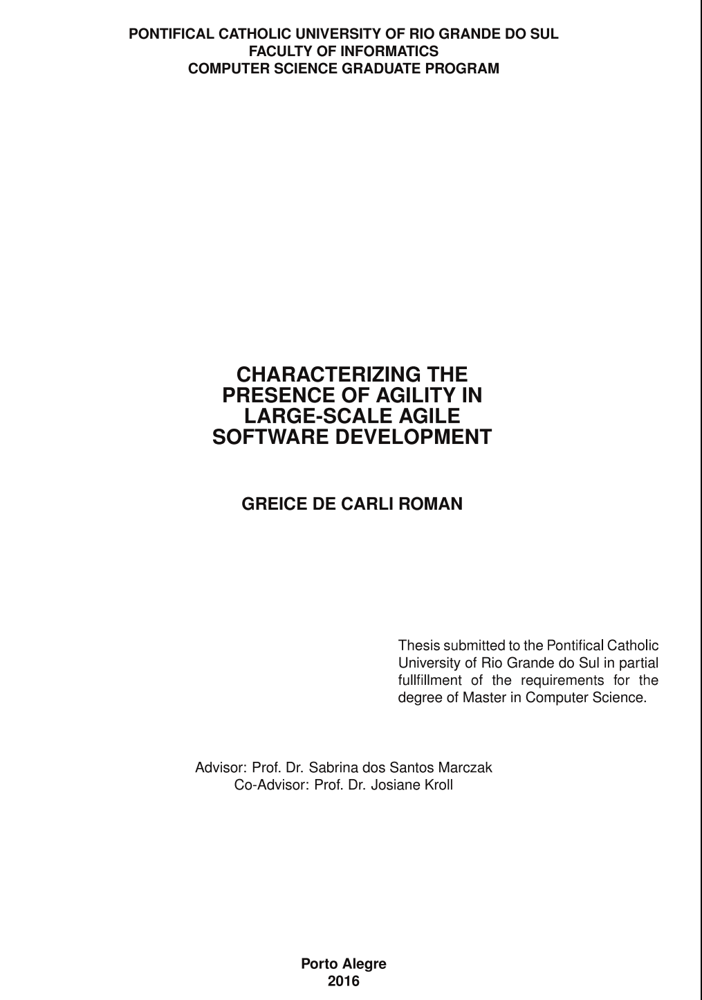 PONTIFICAL CATHOLIC UNIVERSITY OF RIO GRANDE DO SUL
FACULTY OF INFORMATICS
COMPUTER SCIENCE GRADUATE PROGRAM
CHARACTERIZING THE
PRESENCE OF AGILITY IN
LARGE-SCALE AGILE
SOFTWARE DEVELOPMENT
GREICE DE CARLI ROMAN
Thesis submitted to the Pontifical Catholic
University of Rio Grande do Sul in partial
fullfillment of the requirements for the
degree of Master in Computer Science.
Advisor: Prof. Dr. Sabrina dos Santos Marczak
Co-Advisor: Prof. Dr. Josiane Kroll
Porto Alegre
2016